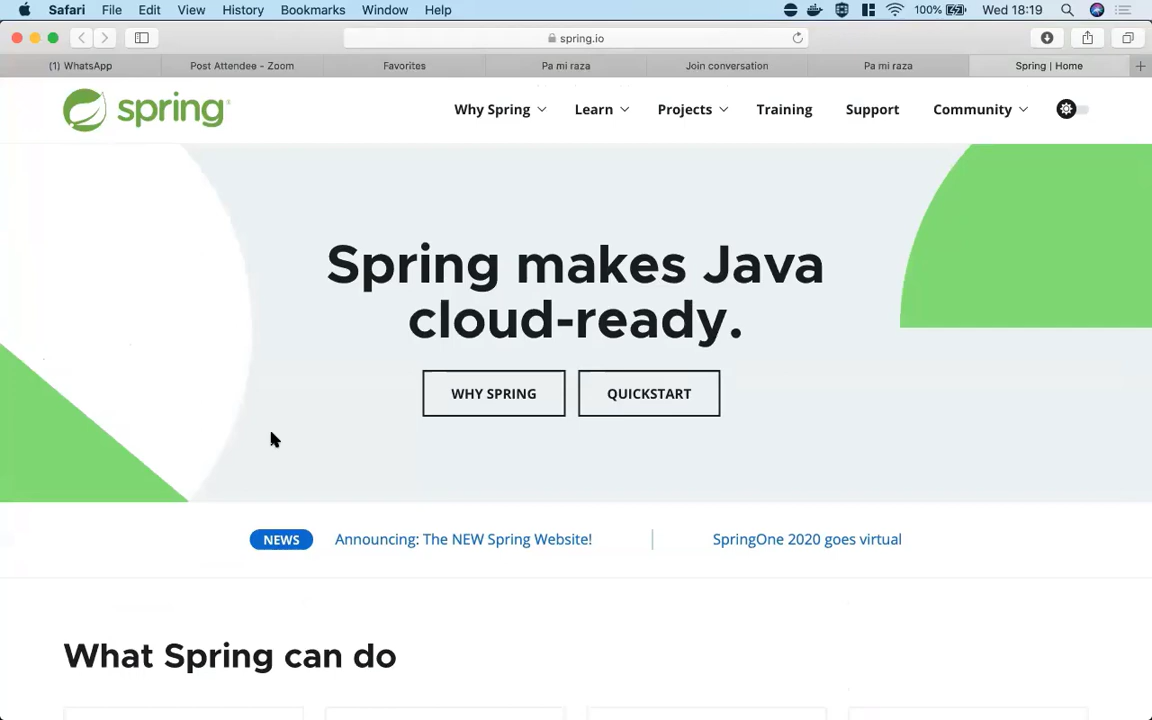 Safari File Edit View History Bookmarks Window Help 100% Wed 18:19
spring.io
(1) WhatsApp Post Attendee - Zoom Favorites Pa mi raza Join conversation Pa mi raza Spring | Home
spring® Why Spring Learn Projects Training Support Community
Spring makes Java
cloud-ready.
WHY SPRING QUICKSTART
NEWS Announcing: The NEW Spring Website! SpringOne 2020 goes virtual
What Spring can do